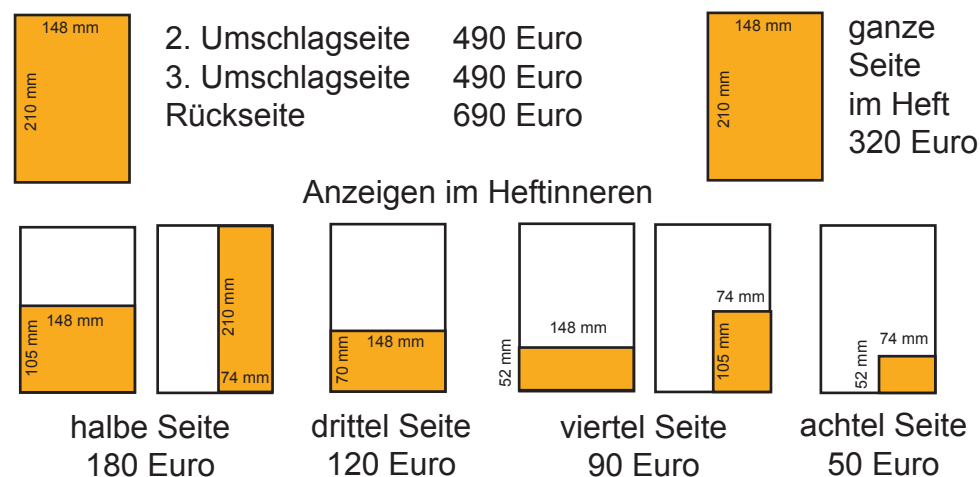 148 mm
210 mm
2. Umschlagseite 490 Euro
3. Umschlagseite 490 Euro
Rückseite 690 Euro
148 mm
210 mm
ganze
Seite
im Heft
320 Euro
Anzeigen im Heftinneren
148 mm
105 mm
210 mm
74 mm
148 mm
70 mm
148 mm
52 mm
74 mm
105 mm
74 mm
52 mm
halbe Seite
180 Euro
drittel Seite
120 Euro
viertel Seite
90 Euro
achtel Seite
50 Euro